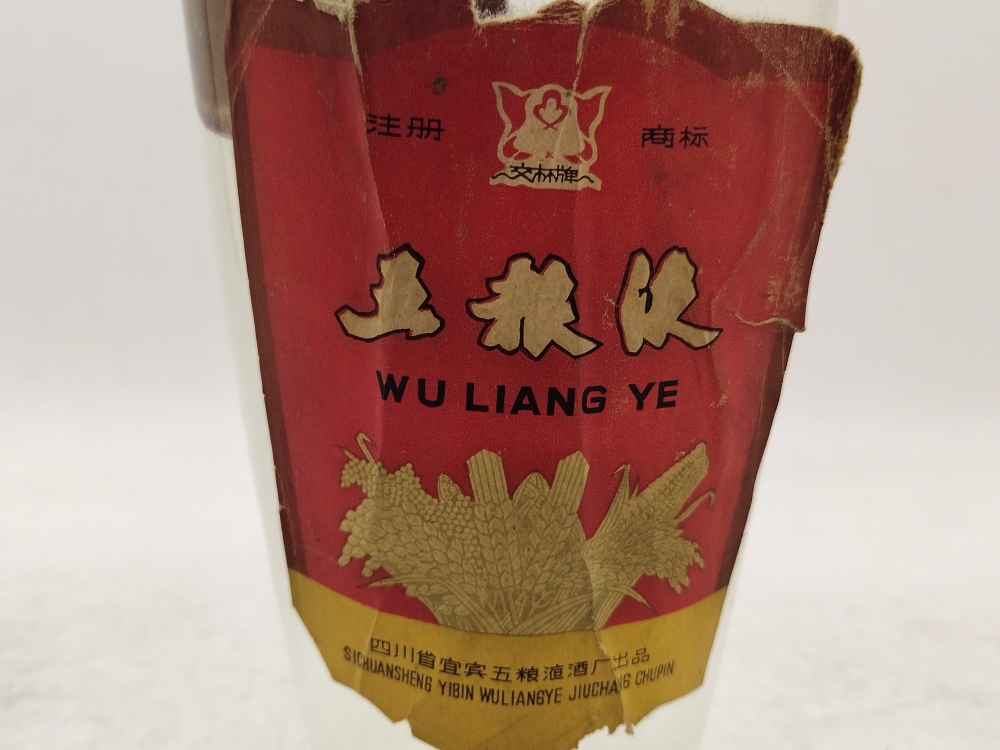 注册 商标
交杯牌
五粮液
WU LIANG YE
四川省宜宾五粮液酒厂出品
SICHUANSHENG YIBIN WULIANGYE JIUCHANG CHUPIN